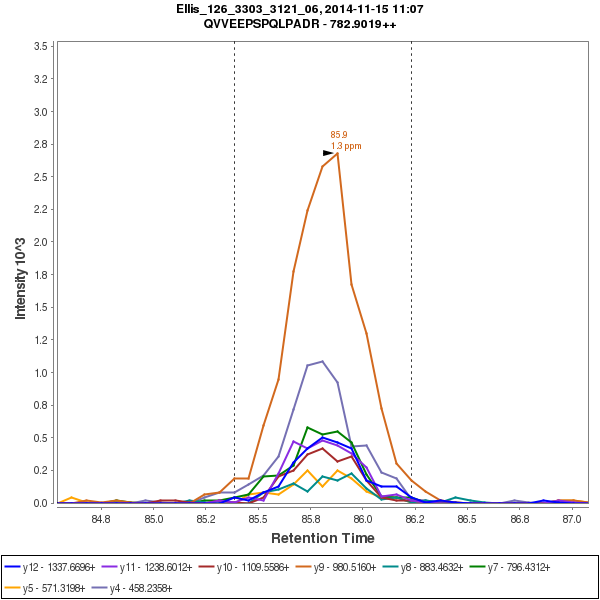 Ellis_126_3303_3121_06, 2014-11-15 11:07
QVVEEPSPQLPADR - 782.9019++
3.5
3.2
3.0
2.8
2.5
2.2
2.0
1.8
1.5
1.2
1.0
0.8
0.5
0.2
0.0
Intensity 10^3
85.9
1.3 ppm
84.8 85.0 85.2 85.5 85.8 86.0 86.2 86.5 86.8 87.0
Retention Time
y12 - 1337.6696+ y11 - 1238.6012+ y10 - 1109.5586+ y9 - 980.5160+ y8 - 883.4632+ y7 - 796.4312+
y5 - 571.3198+ y4 - 458.2358+